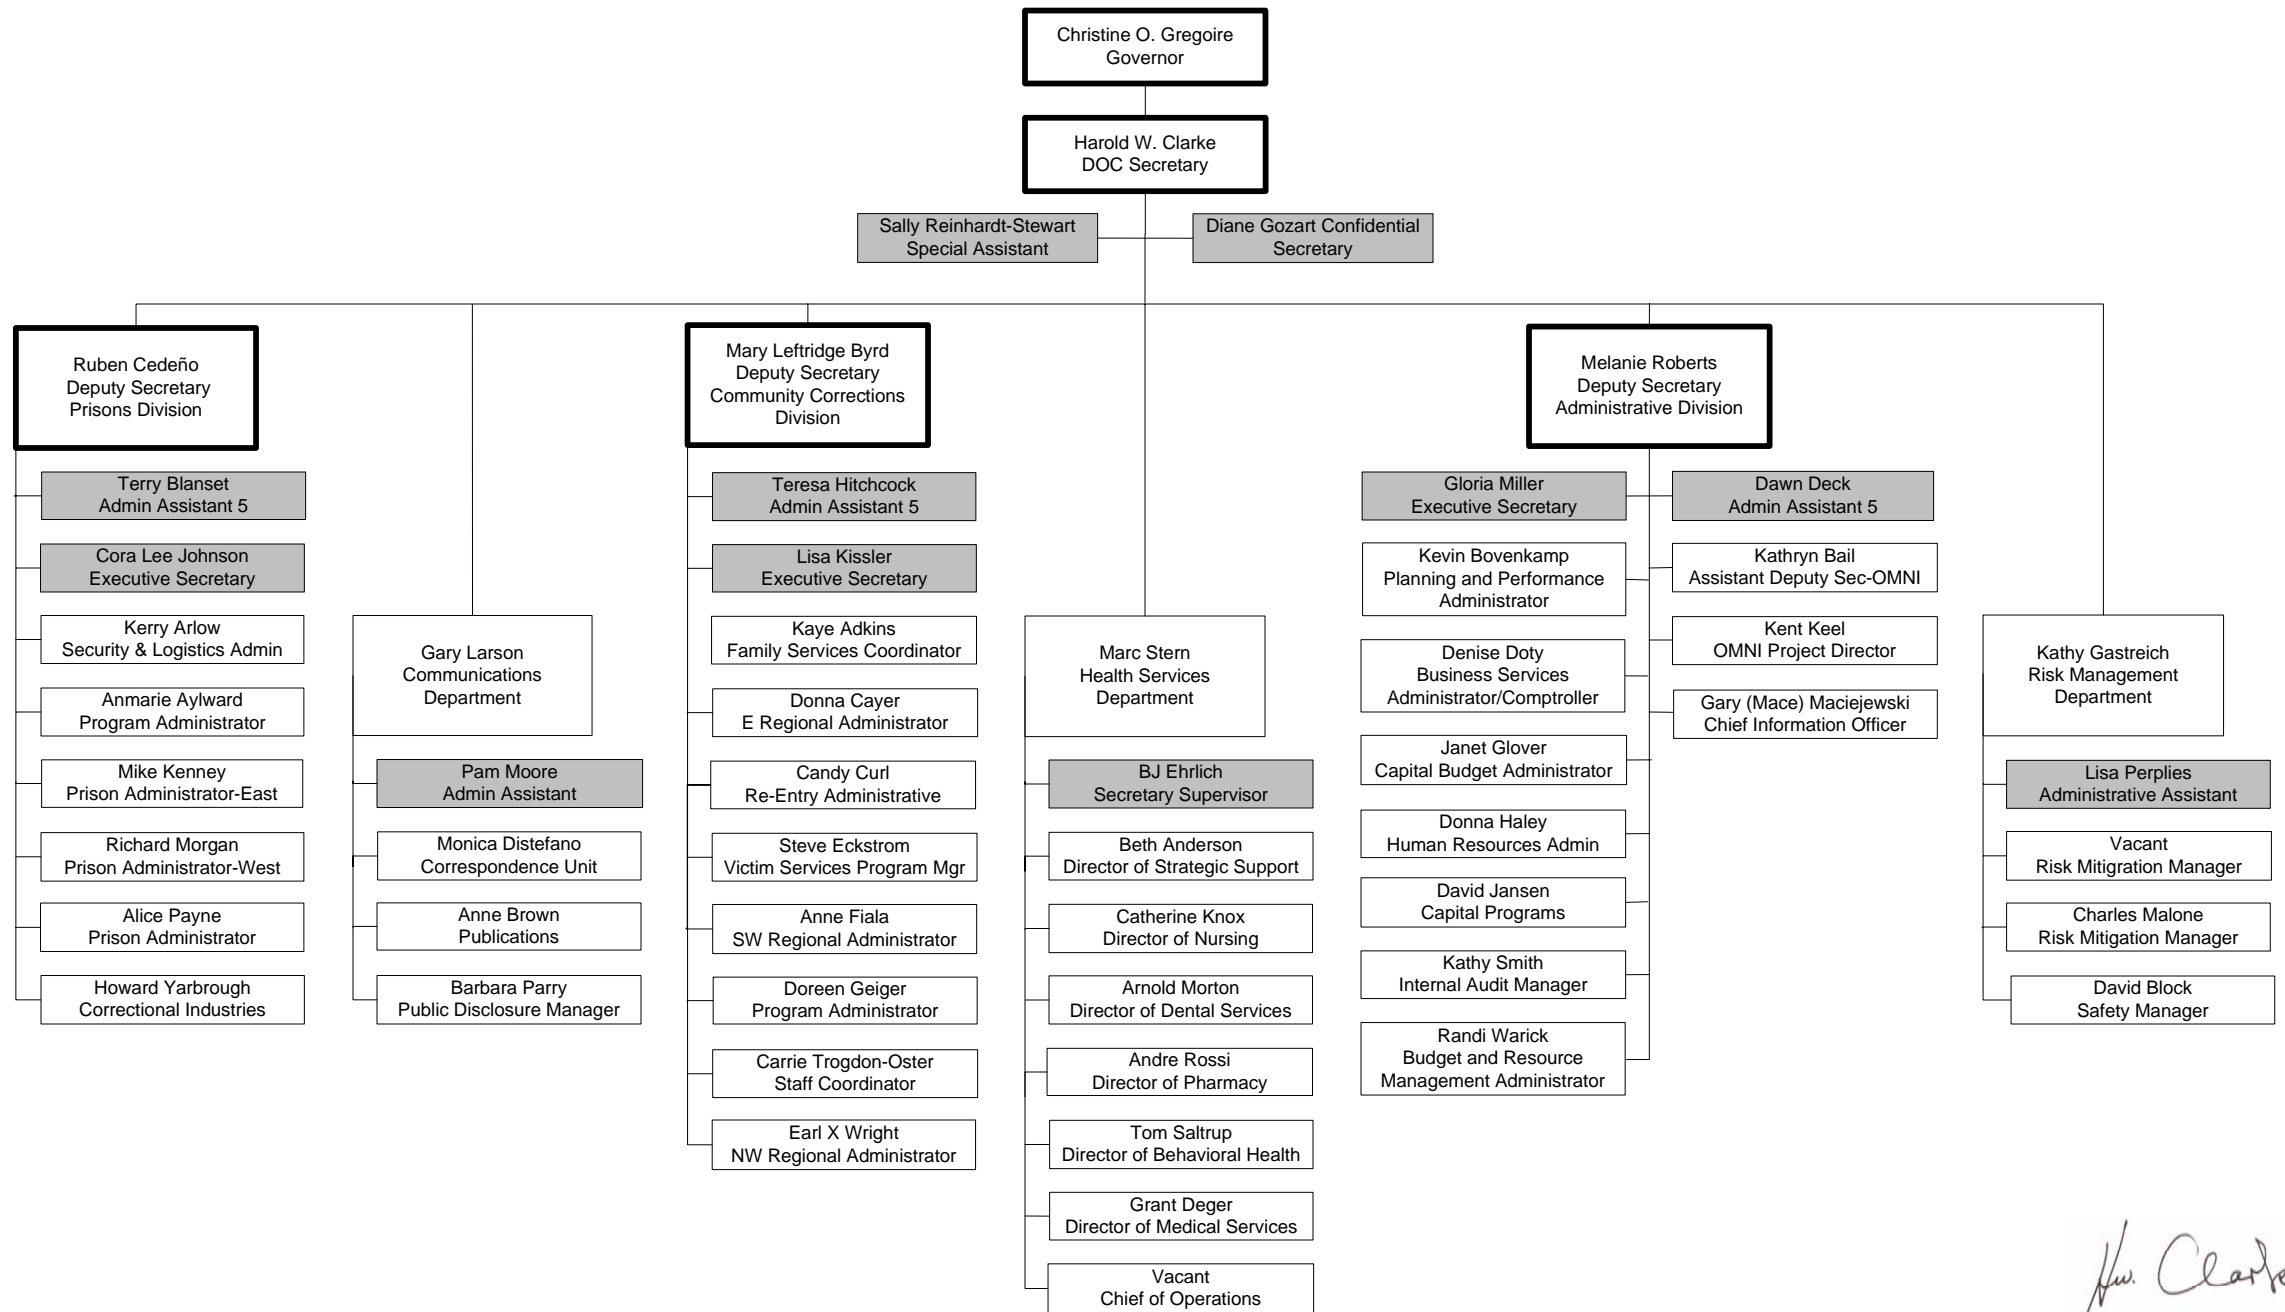 Christine O. Gregoire
Governor
Harold W. Clarke
DOC Secretary
Sally Reinhardt-Stewart
Special Assistant
Diane Gozart Confidential
Secretary
Ruben Cedeño
Deputy Secretary
Prisons Division
Terry Blanset
Admin Assistant 5
Cora Lee Johnson
Executive Secretary
Kerry Arlow
Security & Logistics Admin
Anmarie Aylward
Program Administrator
Mike Kenney
Prison Administrator-East
Richard Morgan
Prison Administrator-West
Alice Payne
Prison Administrator
Howard Yarbrough
Correctional Industries
Gary Larson
Communications
Department
Pam Moore
Admin Assistant
Monica Distefano
Correspondence Unit
Anne Brown
Publications
Barbara Parry
Public Disclosure Manager
Mary Leftridge Byrd
Deputy Secretary
Community Corrections
Division
Teresa Hitchcock
Admin Assistant 5
Lisa Kissler
Executive Secretary
Kaye Adkins
Family Services Coordinator
Donna Cayer
E Regional Administrator
Candy Curl
Re-Entry Administrative
Steve Eckstrom
Victim Services Program Mgr
Anne Fiala
SW Regional Administrator
Doreen Geiger
Program Administrator
Carrie Trogdon-Oster
Staff Coordinator
Earl X Wright
NW Regional Administrator
Marc Stern
Health Services
Department
BJ Ehrlich
Secretary Supervisor
Beth Anderson
Director of Strategic Support
Catherine Knox
Director of Nursing
Arnold Morton
Director of Dental Services
Andre Rossi
Director of Pharmacy
Tom Saltrup
Director of Behavioral Health
Grant Deger
Director of Medical Services
Vacant
Chief of Operations
Melanie Roberts
Deputy Secretary
Administrative Division
Gloria Miller
Executive Secretary
Kevin Bovenkamp
Planning and Performance
Administrator
Denise Doty
Business Services
Administrator/Comptroller
Janet Glover
Capital Budget Administrator
Donna Haley
Human Resources Admin
David Jansen
Capital Programs
Kathy Smith
Internal Audit Manager
Randi Warick
Budget and Resource
Management Administrator
Dawn Deck
Admin Assistant 5
Kathryn Bail
Assistant Deputy Sec-OMNI
Kent Keel
OMNI Project Director
Gary (Mace) Maciejewski
Chief Information Officer
Kathy Gastreich
Risk Management
Department
Lisa Perplies
Administrative Assistant
Vacant
Risk Mitigration Manager
Charles Malone
Risk Mitigation Manager
David Block
Safety Manager
Hw. Clarke